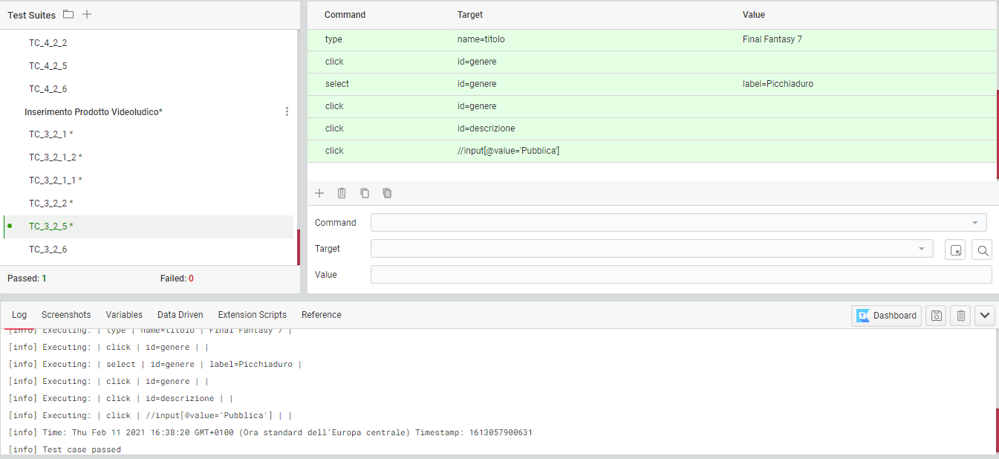 Test Suites
TC_4_2_2
TC_4_2_5
TC_4_2_6
Inserimento Prodotto Videoludico*
TC_3_2_1 *
TC_3_2_1_2 *
TC_3_2_1_1 *
TC_3_2_2 *
TC_3_2_5 *
TC_3_2_6
Passed: 1 Failed: 0
Command Target Value
type name=titolo Final Fantasy 7
click id=genere
select id=genere label=Picchiaduro
click id=genere
click id=descrizione
click //input[@value='Pubblica']
Command
Target
Value
Log Screenshots Variables Data Driven Extension Scripts Reference Dashboard
[info] Executing: | type | name=titolo | Final Fantasy 7 |
[info] Executing: | click | id=genere | |
[info] Executing: | select | id=genere | label=Picchiaduro |
[info] Executing: | click | id=genere | |
[info] Executing: | click | id=descrizione | |
[info] Executing: | click | //input[@value='Pubblica'] | |
[info] Time: Thu Feb 11 2021 16:38:20 GMT+0100 (Ora standard dell'Europa centrale) Timestamp: 1613057900631
[info] Test case passed